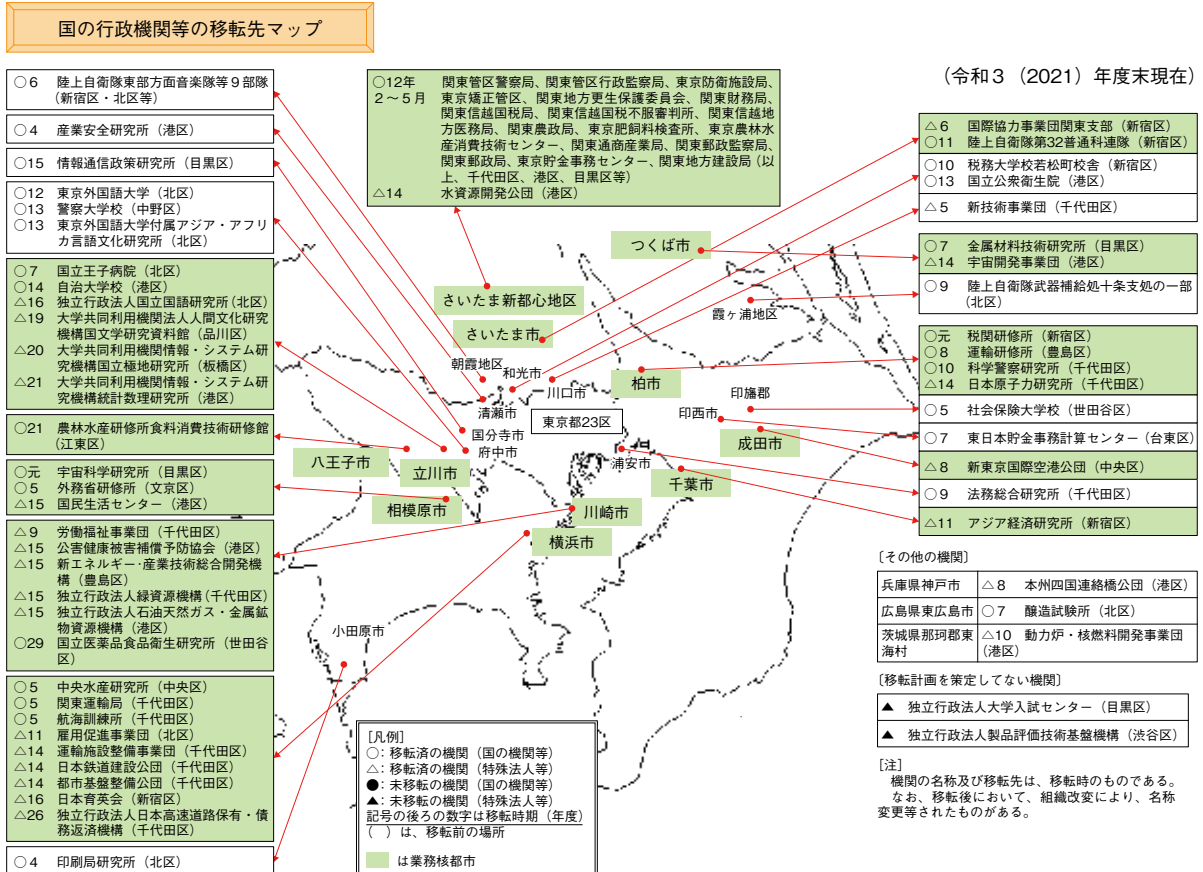 国の行政機関等の移転先マップ
(令和3(2021)年度末現在)
○6 陸上自衛隊東部方面音楽隊等9部隊
(新宿区・北区等)
○4 産業安全研究所(港区)
○15 情報通信政策研究所(目黒区)
○12 東京外国語大学(北区)
○13 警察大学校(中野区)
○13 東京外国語大学付属アジア・アフリ
カ言語文化研究所(北区)
○7 国立王子病院(北区)
○14 自治大学校(港区)
△16 独立行政法人国立国語研究所(北区)
△19 大学共同利用機関法人人間文化研究
機構国文学研究資料館(品川区)
△20 大学共同利用機関情報・システム研
究機構国立極地研究所(板橋区)
△21 大学共同利用機関情報・システム研
究機構統計数理研究所(港区)
○21 農林水産研修所食料消費技術研修館
(江東区)
○元 宇宙科学研究所(目黒区)
○5 外務省研修所(文京区)
△15 国民生活センター(港区)
△9 労働福祉事業団(千代田区)
△15 公害健康被害補償予防協会(港区)
△15 新エネルギー・産業技術総合開発機
構(豊島区)
△15 独立行政法人緑資源機構(千代田区)
△15 独立行政法人石油天然ガス・金属鉱
物資源機構(港区)
○29 国立医薬品食品衛生研究所(世田谷
区)
○5 中央水産研究所(中央区)
○5 関東運輸局(千代田区)
○5 航海訓練所(千代田区)
△11 雇用促進事業団(北区)
△14 運輸施設整備事業団(千代田区)
△14 日本鉄道建設公団(千代田区)
△14 都市基盤整備公団(千代田区)
△16 日本育英会(新宿区)
△26 独立行政法人日本高速道路保有・債
務返済機構(千代田区)
○4 印刷局研究所(北区)
○12年 関東管区警察局、関東管区行政監察局、東京防衛施設局、
2~5月 東京矯正管区、関東地方更生保護委員会、関東財務局、
関東信越国税局、関東信越国税不服審判所、関東信越地
方医務局、関東農政局、東京肥飼料検査所、東京農林水
産消費技術センター、関東通商産業局、関東郵政監察局、
関東郵政局、東京貯金事務センター、関東地方建設局(以
上、千代田区、港区、目黒区等)
△14 水資源開発公団(港区)
つくば市
さいたま新都心地区
さいたま市
霞ヶ浦地区
朝霞地区
和光市
川口市
柏市
印旛郡
清瀬市
東京都23区
印西市
国分寺市
府中市
成田市
八王子市
立川市
浦安市
千葉市
相模原市
川崎市
横浜市
小田原市
[凡例]
○:移転済の機関(国の機関等)
△:移転済の機関(特殊法人等)
●:未移転の機関(国の機関等)
▲:未移転の機関(特殊法人等)
記号の後ろの数字は移転時期(年度)
( )は、移転前の場所
は業務核都市
△6 国際協力事業団関東支部(新宿区)
○11 陸上自衛隊第32普通科連隊(新宿区)
○10 税務大学校若松町校舎(新宿区)
○13 国立公衆衛生院(港区)
△5 新技術事業団(千代田区)
○7 金属材料技術研究所(目黒区)
△14 宇宙開発事業団(港区)
○9 陸上自衛隊武器補給処十条支処の一部
(北区)
○元 税関研修所(新宿区)
○8 運輸研修所(豊島区)
○10 科学警察研究所(千代田区)
△14 日本原子力研究所(千代田区)
○5 社会保険大学校(世田谷区)
○7 東日本貯金事務計算センター(台東区)
△8 新東京国際空港公団(中央区)
○9 法務総合研究所(千代田区)
△11 アジア経済研究所(新宿区)
〔その他の機関〕
兵庫県神戸市 △8 本州四国連絡橋公団(港区)
広島県東広島市 ○7 醸造試験所(北区)
茨城県那珂郡東 △10 動力炉・核燃料開発事業団
海村 (港区)
〔移転計画を策定してない機関〕
▲ 独立行政法人大学入試センター(目黒区)
▲ 独立行政法人製品評価技術基盤機構(渋谷区)
[注]
機関の名称及び移転先は、移転時のものである。
なお、移転後において、組織改変により、名称
変更等されたものがある。